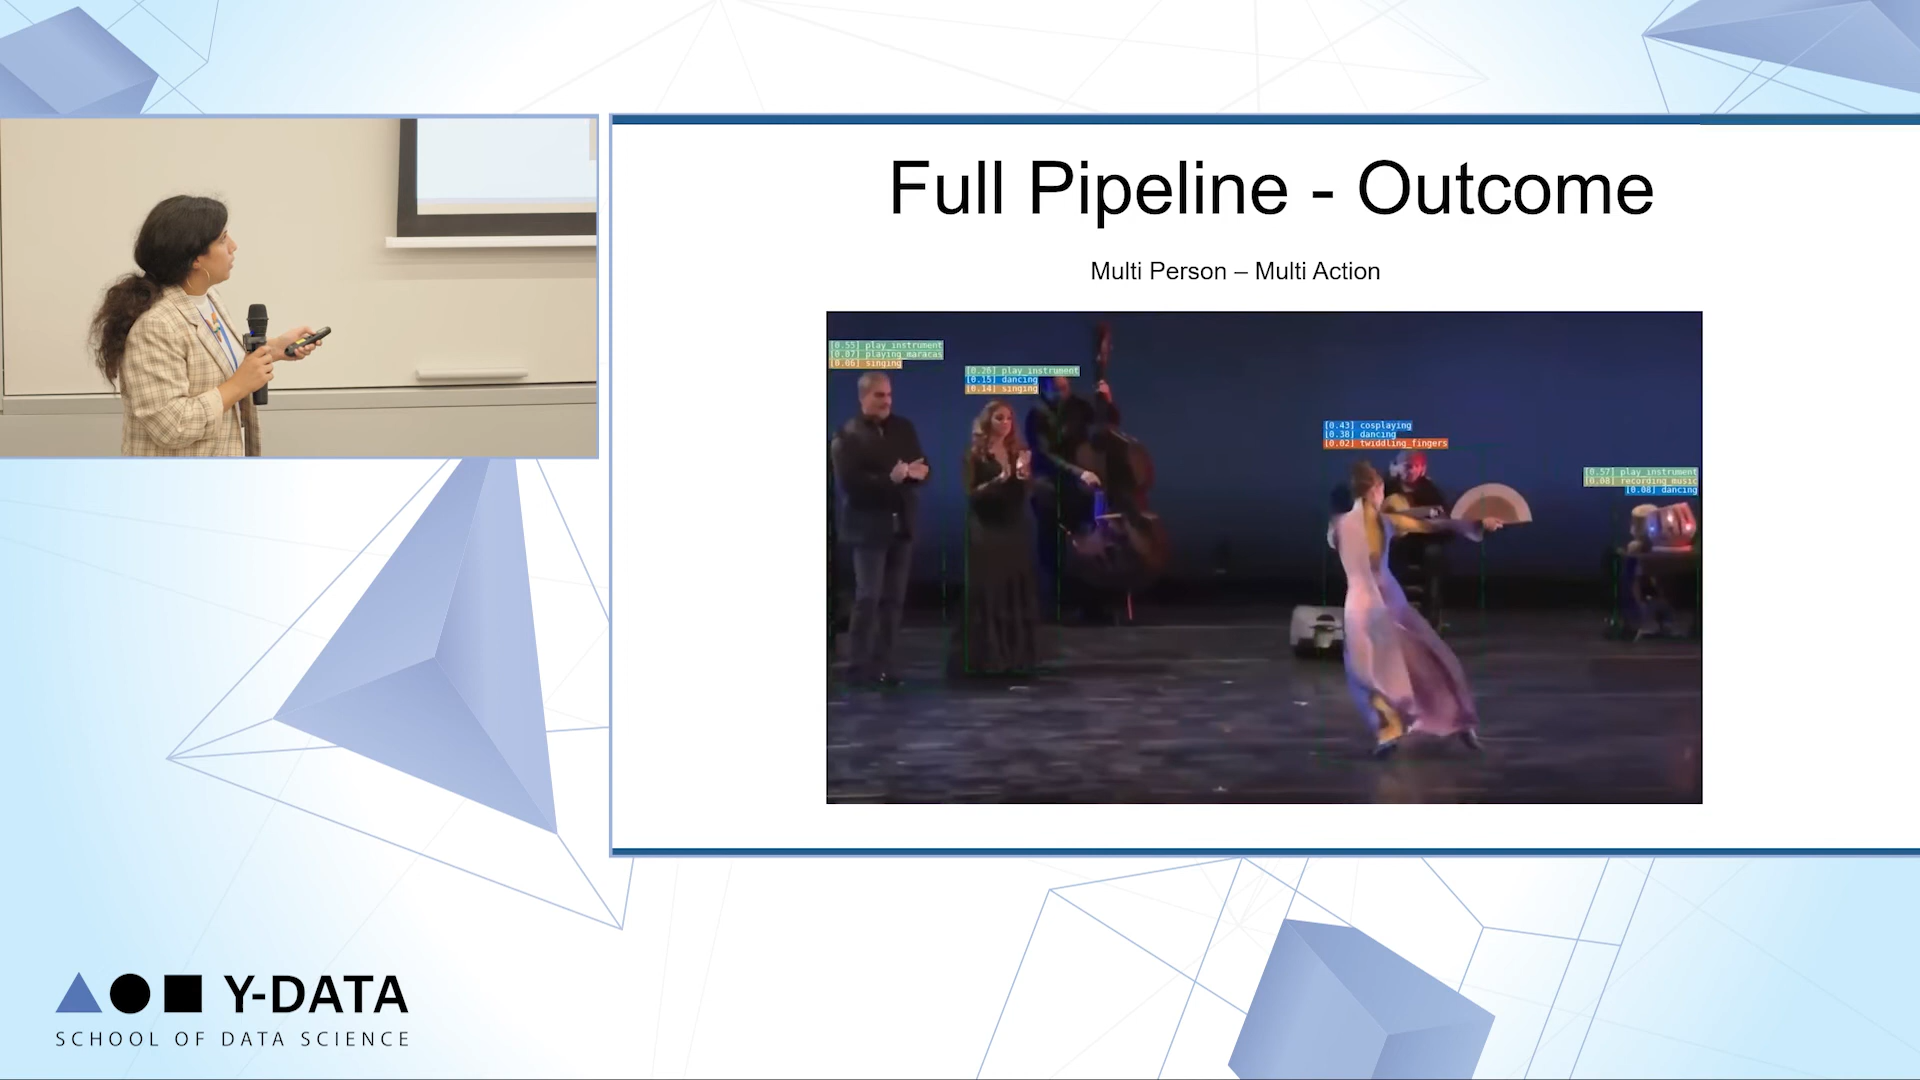 Full Pipeline - Outcome
Multi Person – Multi Action
[0.55] play_instrument
[0.07] playing_maracas
[0.06] singing
[0.26] play_instrument
[0.15] dancing
[0.14] singing
[0.43] cosplaying
[0.38] dancing
[0.02] twiddling_fingers
[0.57] play_instrument
[0.08] recording_music
[0.08] dancing
Y-DATA
SCHOOL OF DATA SCIENCE